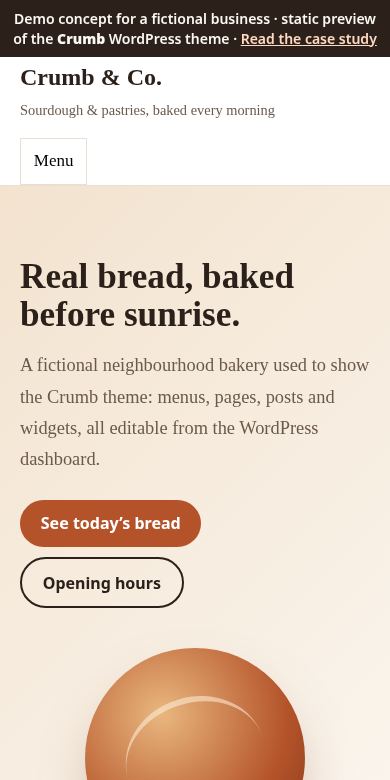 Demo concept for a fictional business · static preview
of the Crumb WordPress theme · Read the case study
Crumb & Co.
Sourdough & pastries, baked every morning
Menu
Real bread, baked
before sunrise.
A fictional neighbourhood bakery used to show
the Crumb theme: menus, pages, posts and
widgets, all editable from the WordPress
dashboard.
See today’s bread
Opening hours